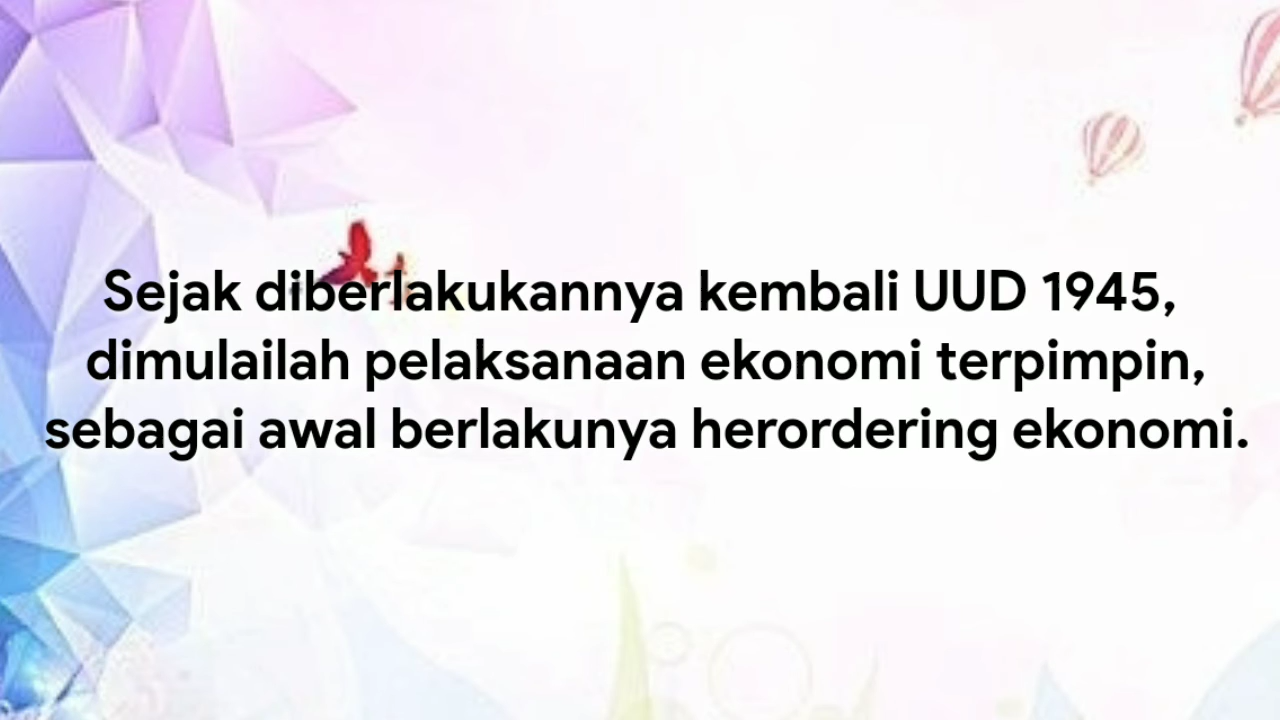 Sejak diberlakukannya kembali UUD 1945,
dimulailah pelaksanaan ekonomi terpimpin,
sebagai awal berlakunya herordering ekonomi.